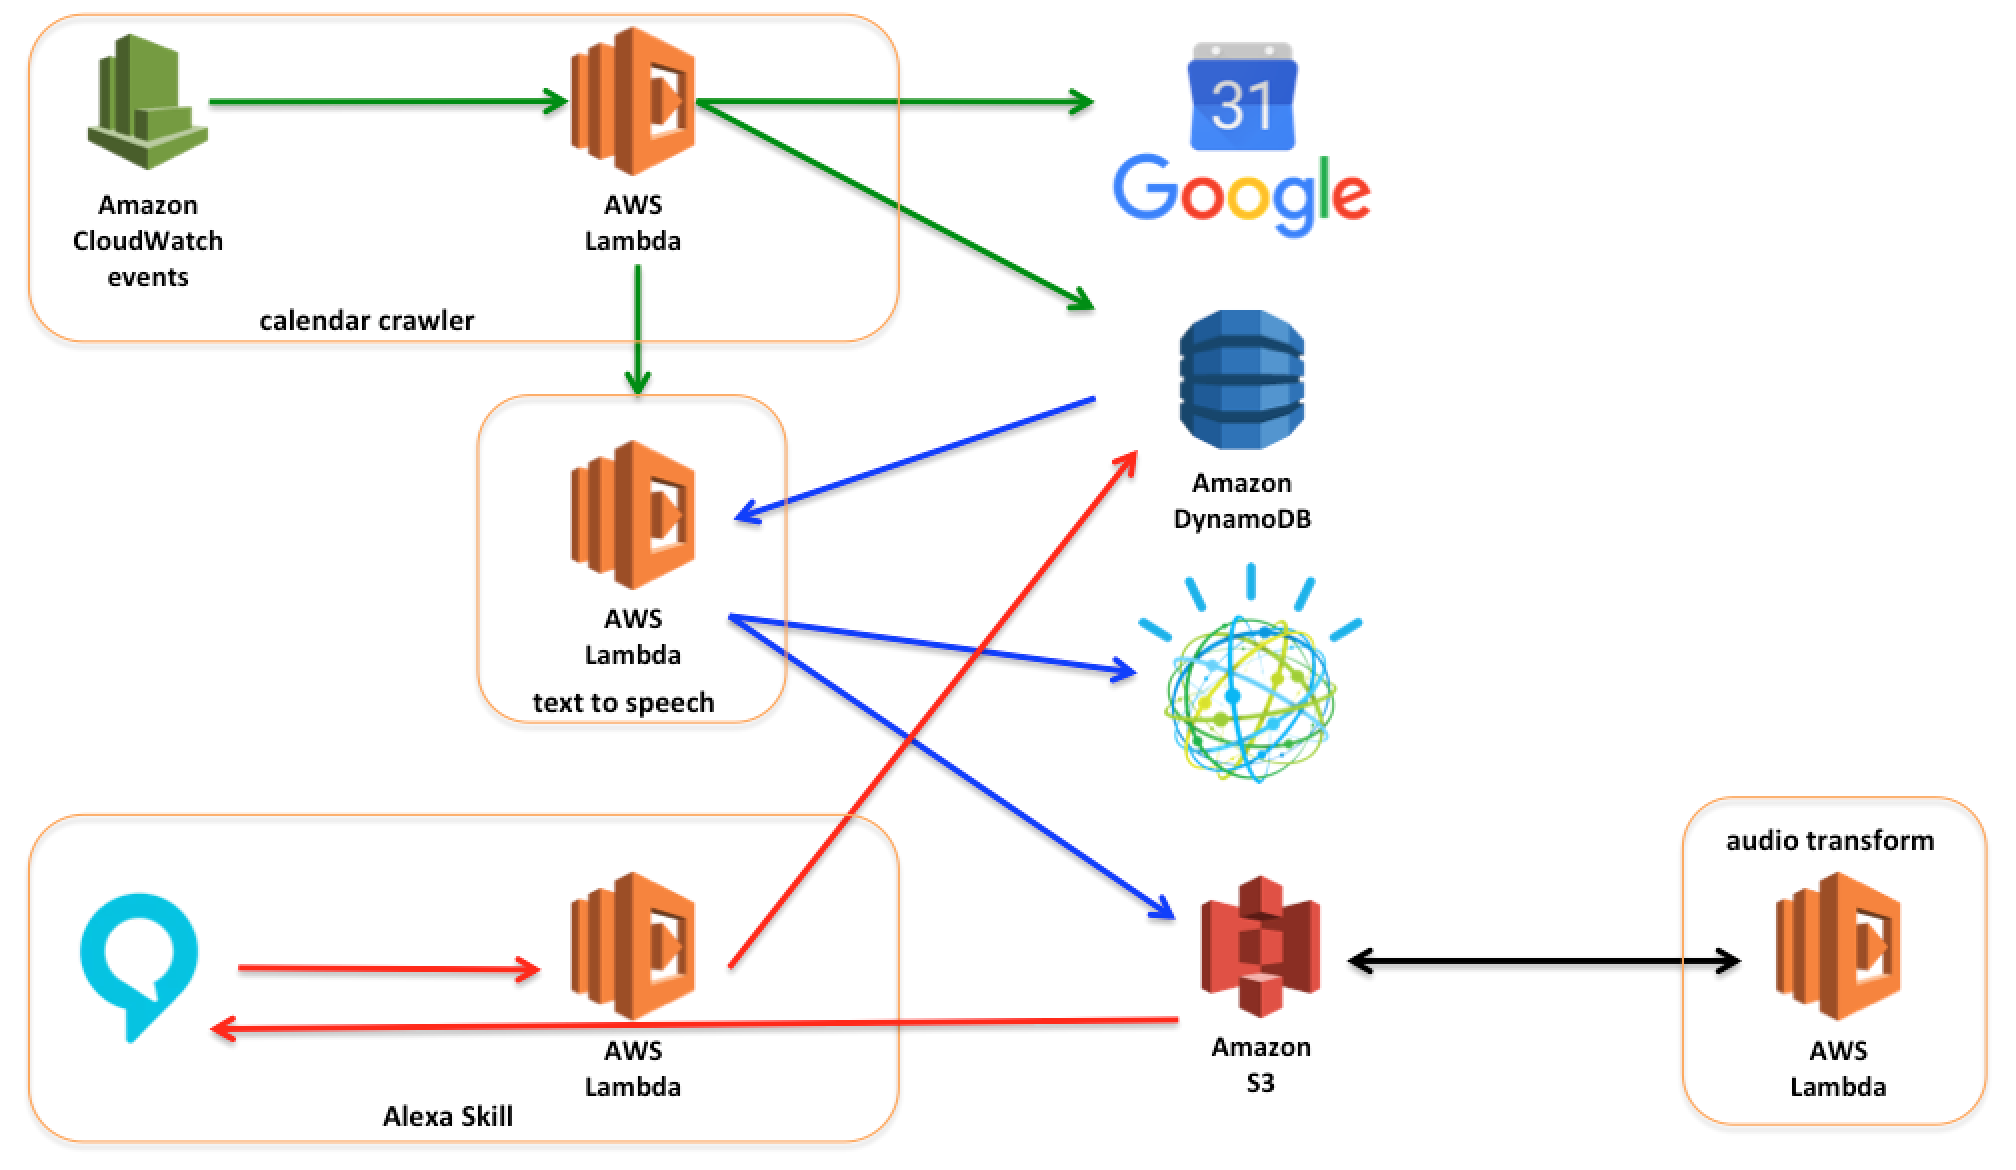 31
Google
Amazon
CloudWatch
events
AWS
Lambda
calendar crawler
Amazon
DynamoDB
AWS
Lambda
text to speech
audio transform
AWS
Lambda
Alexa Skill
Amazon
S3
AWS
Lambda